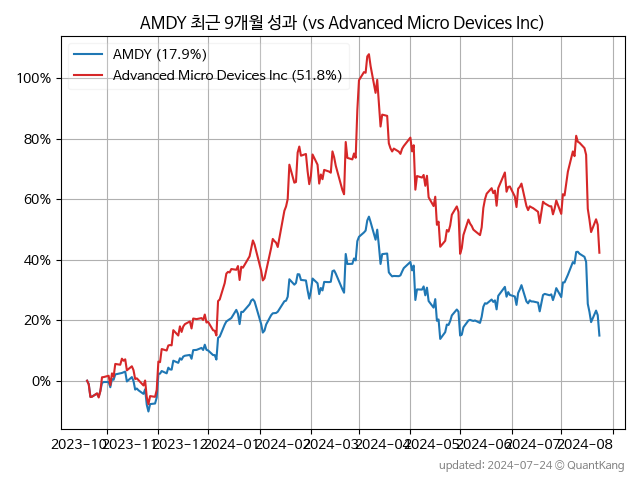 AMDY 최근 9개월 성과 (vs Advanced Micro Devices Inc)
AMDY (17.9%)
Advanced Micro Devices Inc (51.8%)
100%
80%
60%
40%
20%
0%
2023-10 2023-11 2023-12 2024-01 2024-02 2024-03 2024-04 2024-05 2024-06 2024-07 2024-08
updated: 2024-07-24 © QuantKang